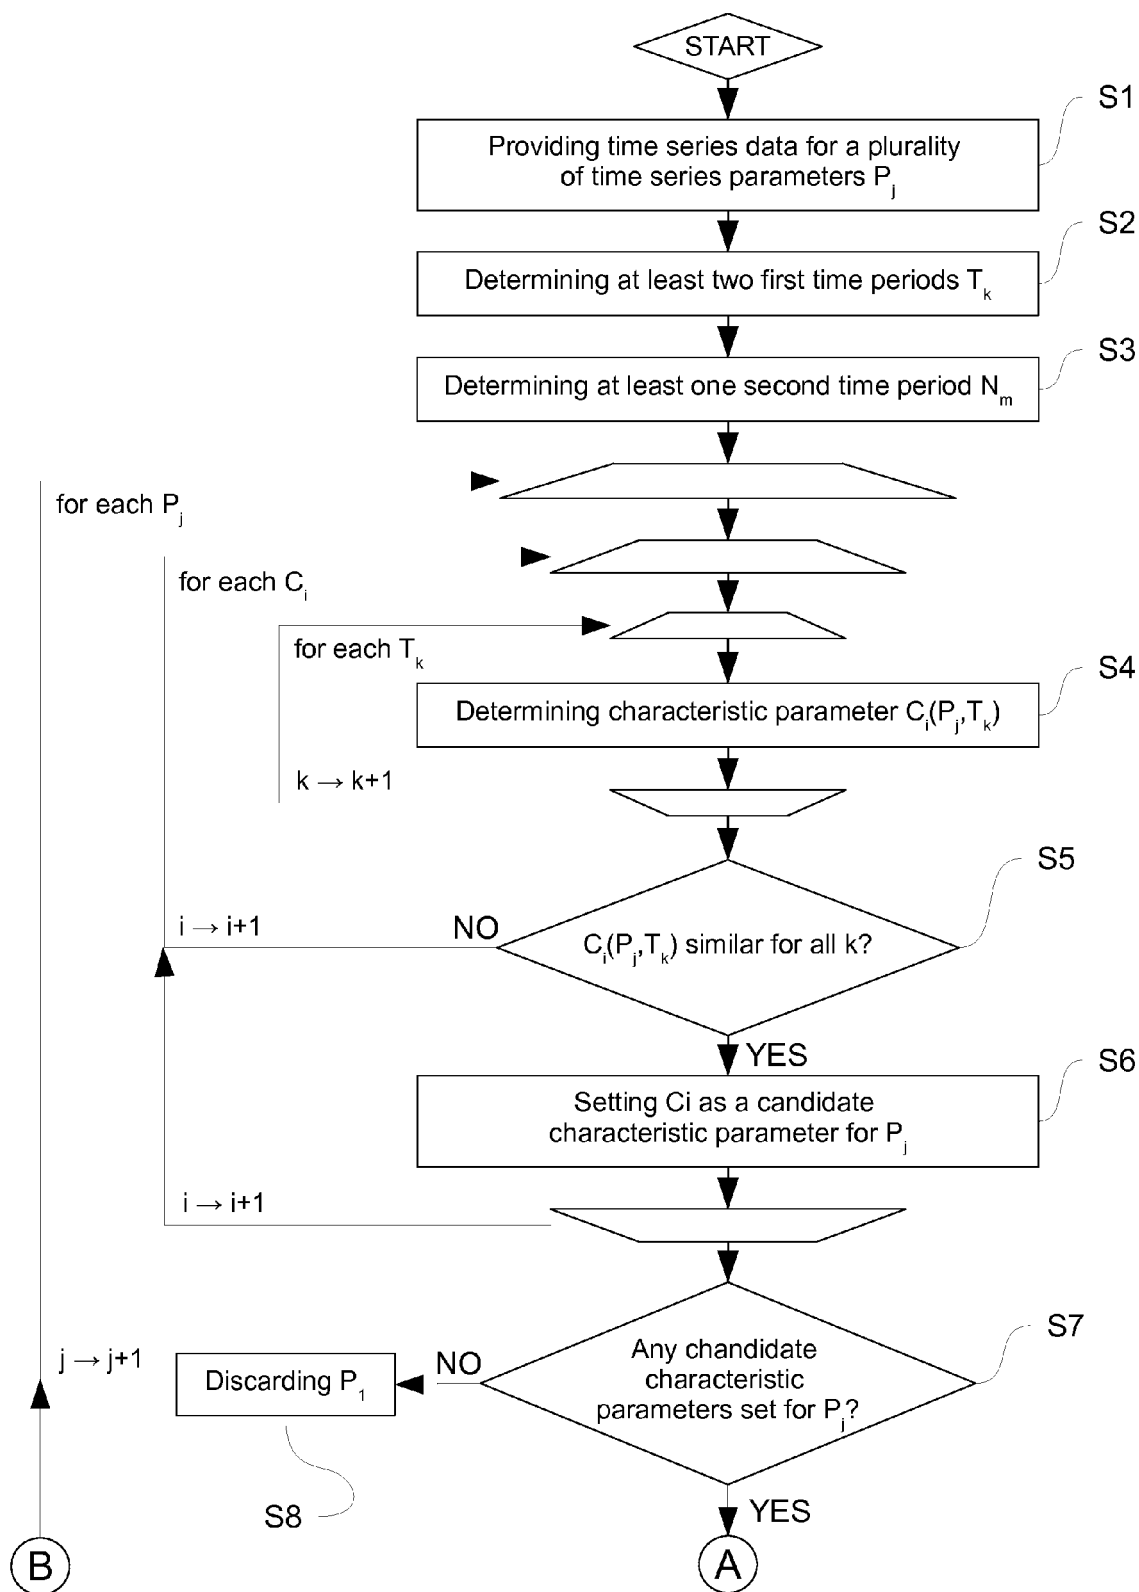 START
S1
Providing time series data for a plurality
of time series parameters Pj
S2
Determining at least two first time periods Tk
S3
Determining at least one second time period Nm
for each Pj
for each Ci
for each Tk
S4
Determining characteristic parameter Ci(Pj,Tk)
k → k+1
S5
i → i+1
NO
Ci(Pj,Tk) similar for all k?
YES
S6
Setting Ci as a candidate
characteristic parameter for Pj
i → i+1
S7
j → j+1
Discarding P1
NO
Any chandidate
characteristic
parameters set for Pj?
S8
YES
B
A